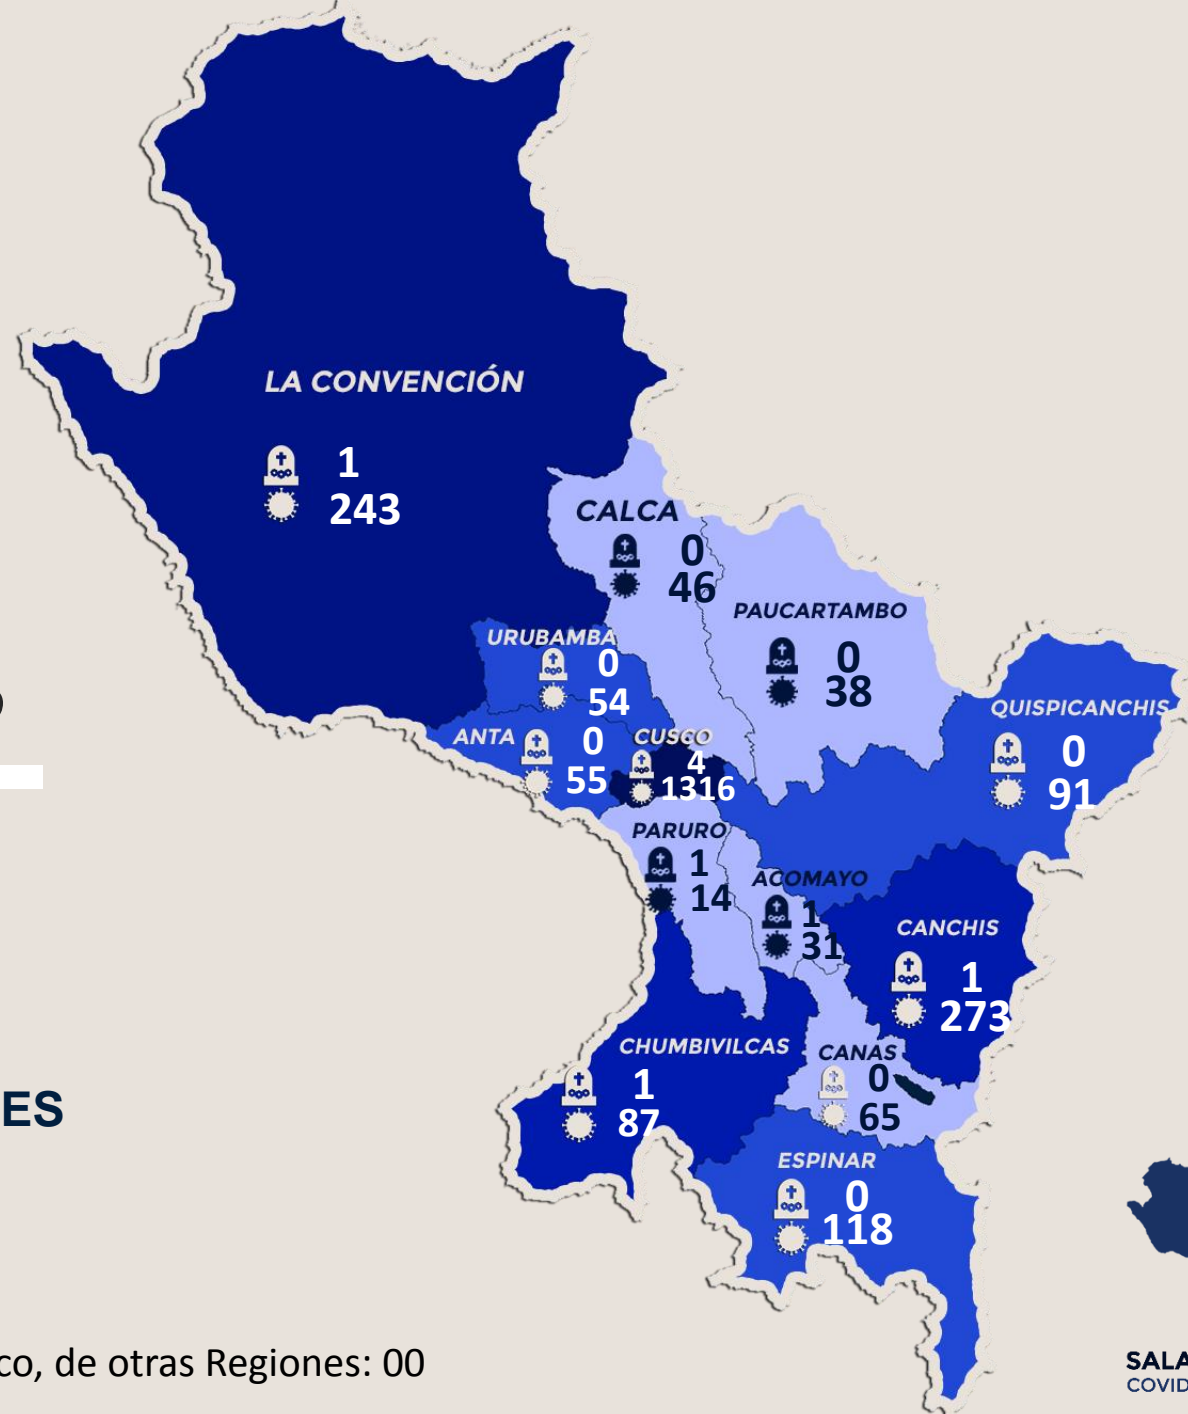 LA CONVENCIÓN
1
243
CALCA
0
46
PAUCARTAMBO
0
38
URUBAMBA
0
54
QUISPICANCHIS
0
91
ANTA
0
55
CUSCO
4
1316
PARURO
1
14
ACOMAYO
1
31
CANCHIS
1
273
CHUMBIVILCAS
1
87
CANAS
0
65
ES
ESPINAR
0
118
co, de otras Regiones: 00
SALA
COVID